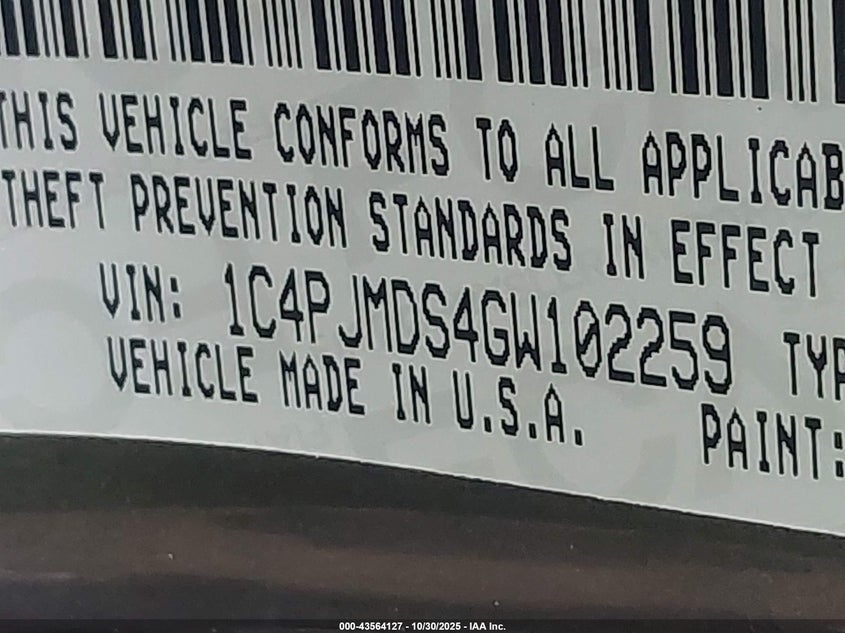 THIS VEHICLE CONFORMS TO ALL APPLICAB
THEFT PREVENTION STANDARDS IN EFFECT
VIN: 1C4PJMDS4GW102259 TYP
VEHICLE MADE IN U.S.A. PAINT:
000-43564127 - 10/30/2025 - IAA Inc.